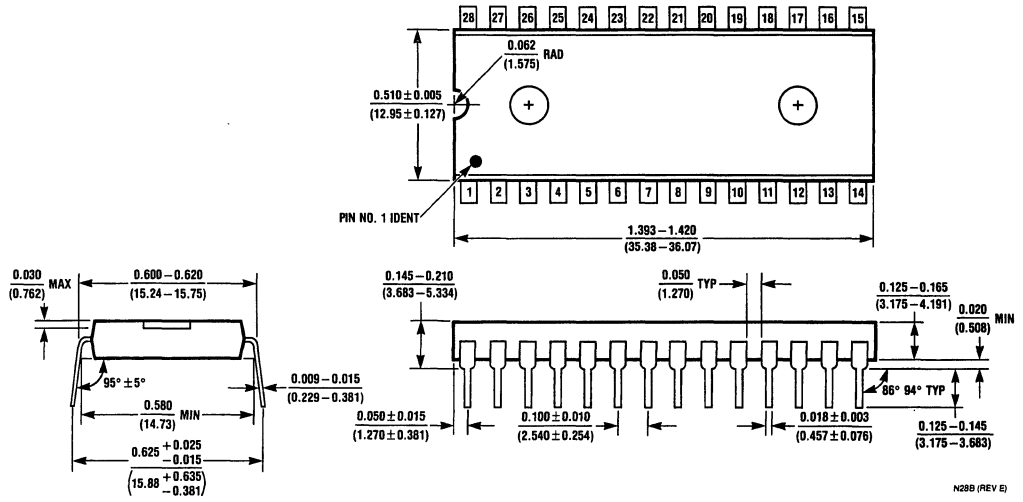 28 27 26 25 24 23 22 21 20 19 18 17 16 15
0.062
(1.575)
RAD
0.510 ± 0.005
(12.95 ± 0.127)
1 2 3 4 5 6 7 8 9 10 11 12 13 14
PIN NO. 1 IDENT
1.393 – 1.420
(35.38 – 36.07)
0.030
(0.762)
MAX
0.600 – 0.620
(15.24 – 15.75)
95° ± 5°
0.009 – 0.015
(0.229 – 0.381)
0.580
(14.73)
MIN
0.625 + 0.025
– 0.015
(15.88 + 0.635
– 0.381)
0.145 – 0.210
(3.683 – 5.334)
0.050
(1.270)
TYP
0.125 – 0.165
(3.175 – 4.191)
0.020
(0.508)
MIN
86° 94° TYP
0.050 ± 0.015
(1.270 ± 0.381)
0.100 ± 0.010
(2.540 ± 0.254)
0.018 ± 0.003
(0.457 ± 0.076)
0.125 – 0.145
(3.175 – 3.683)
N28B (REV E)